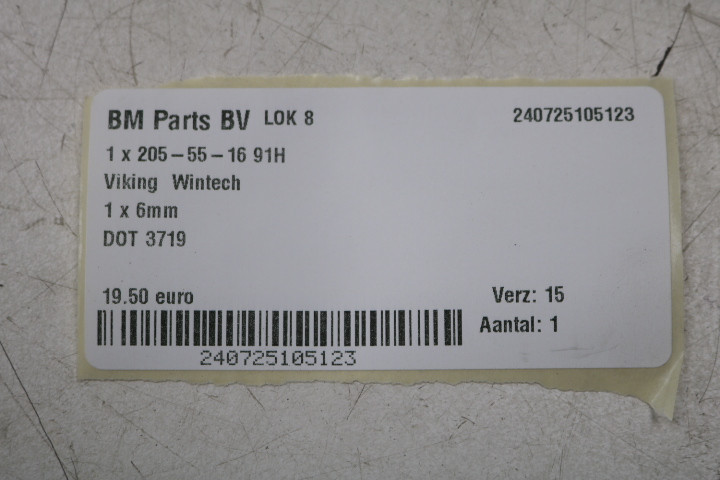 BM Parts BV LOK 8 240725105123
1 x 205-55-16 91H
Viking Wintech
1 x 6mm
DOT 3719
19.50 euro Verz: 15
Aantal: 1
240725105123